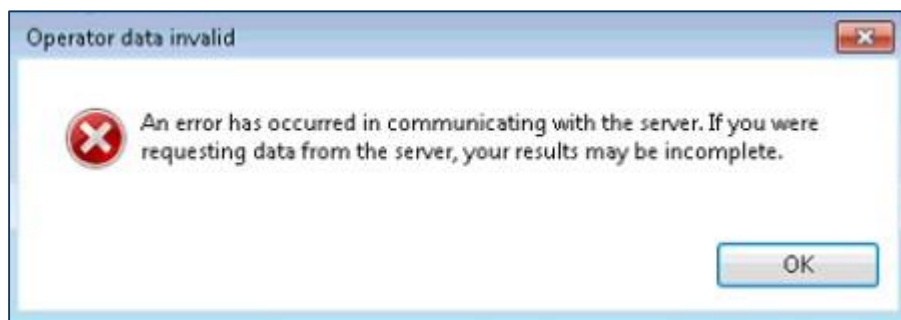 Operator data invalid
An error has occurred in communicating with the server. If you were
requesting data from the server, your results may be incomplete.
OK